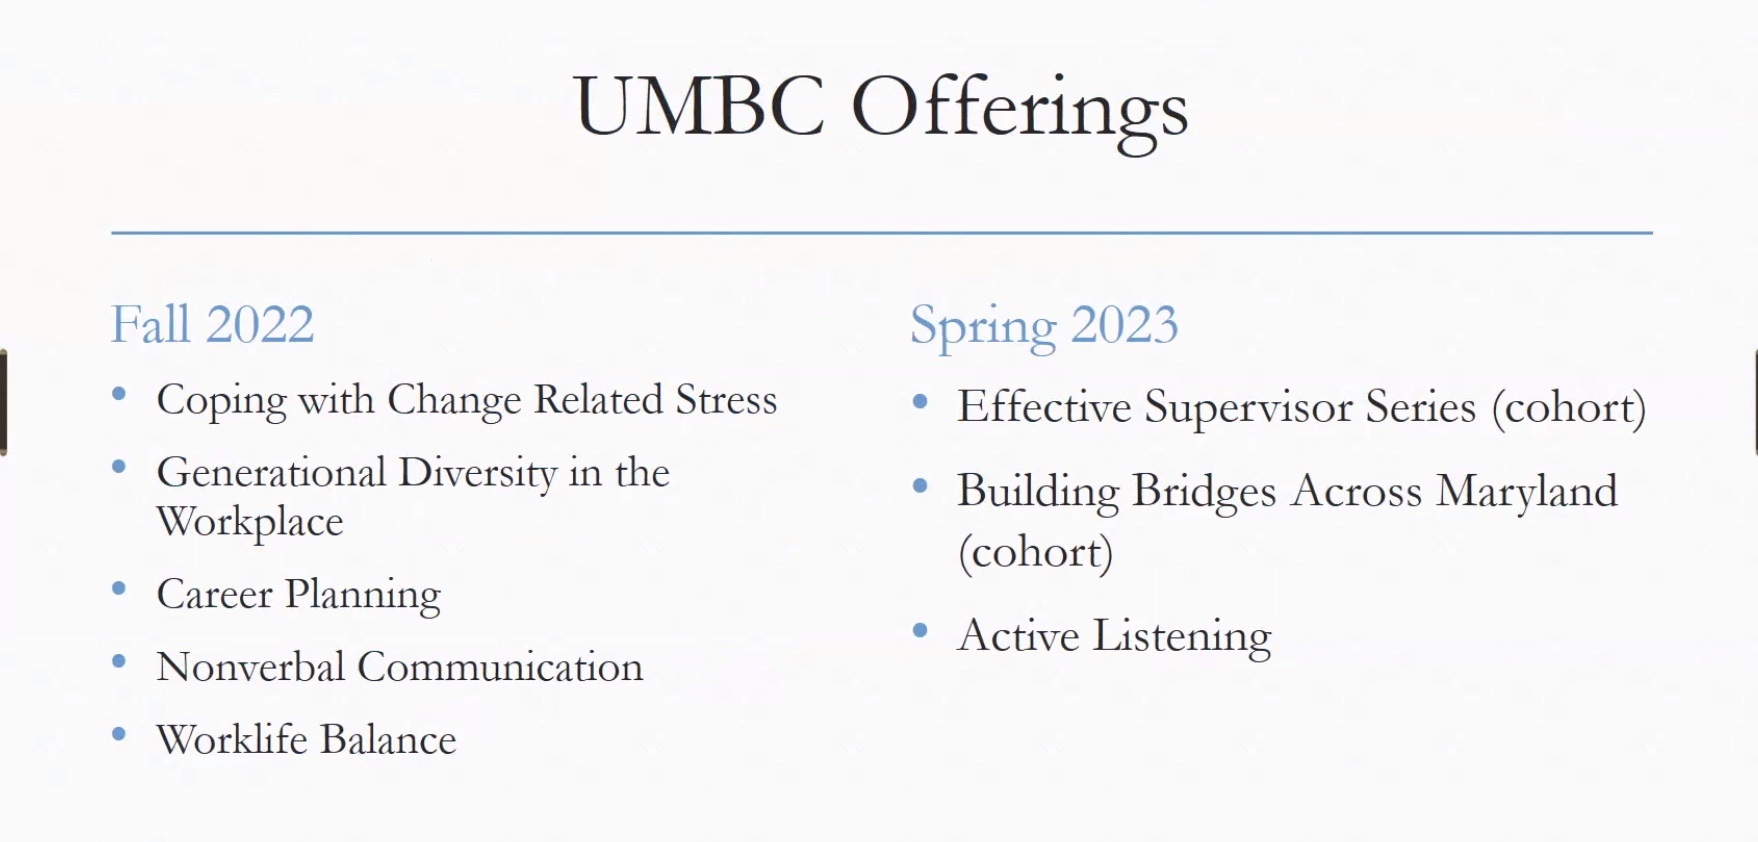 UMBC Offerings
Fall 2022
• Coping with Change Related Stress
• Generational Diversity in the
Workplace
• Career Planning
• Nonverbal Communication
• Worklife Balance
Spring 2023
• Effective Supervisor Series (cohort)
• Building Bridges Across Maryland
(cohort)
• Active Listening